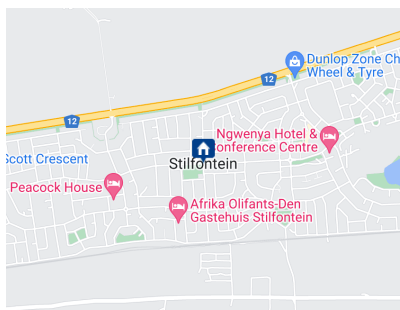 Dunlop Zone Ch
Wheel & Tyre
12
12
Ngwenya Hotel &
onference Centre
Scott Crescent
Stilfontein
Peacock House
Afrika Olifants-Den
Gastehuis Stilfontein